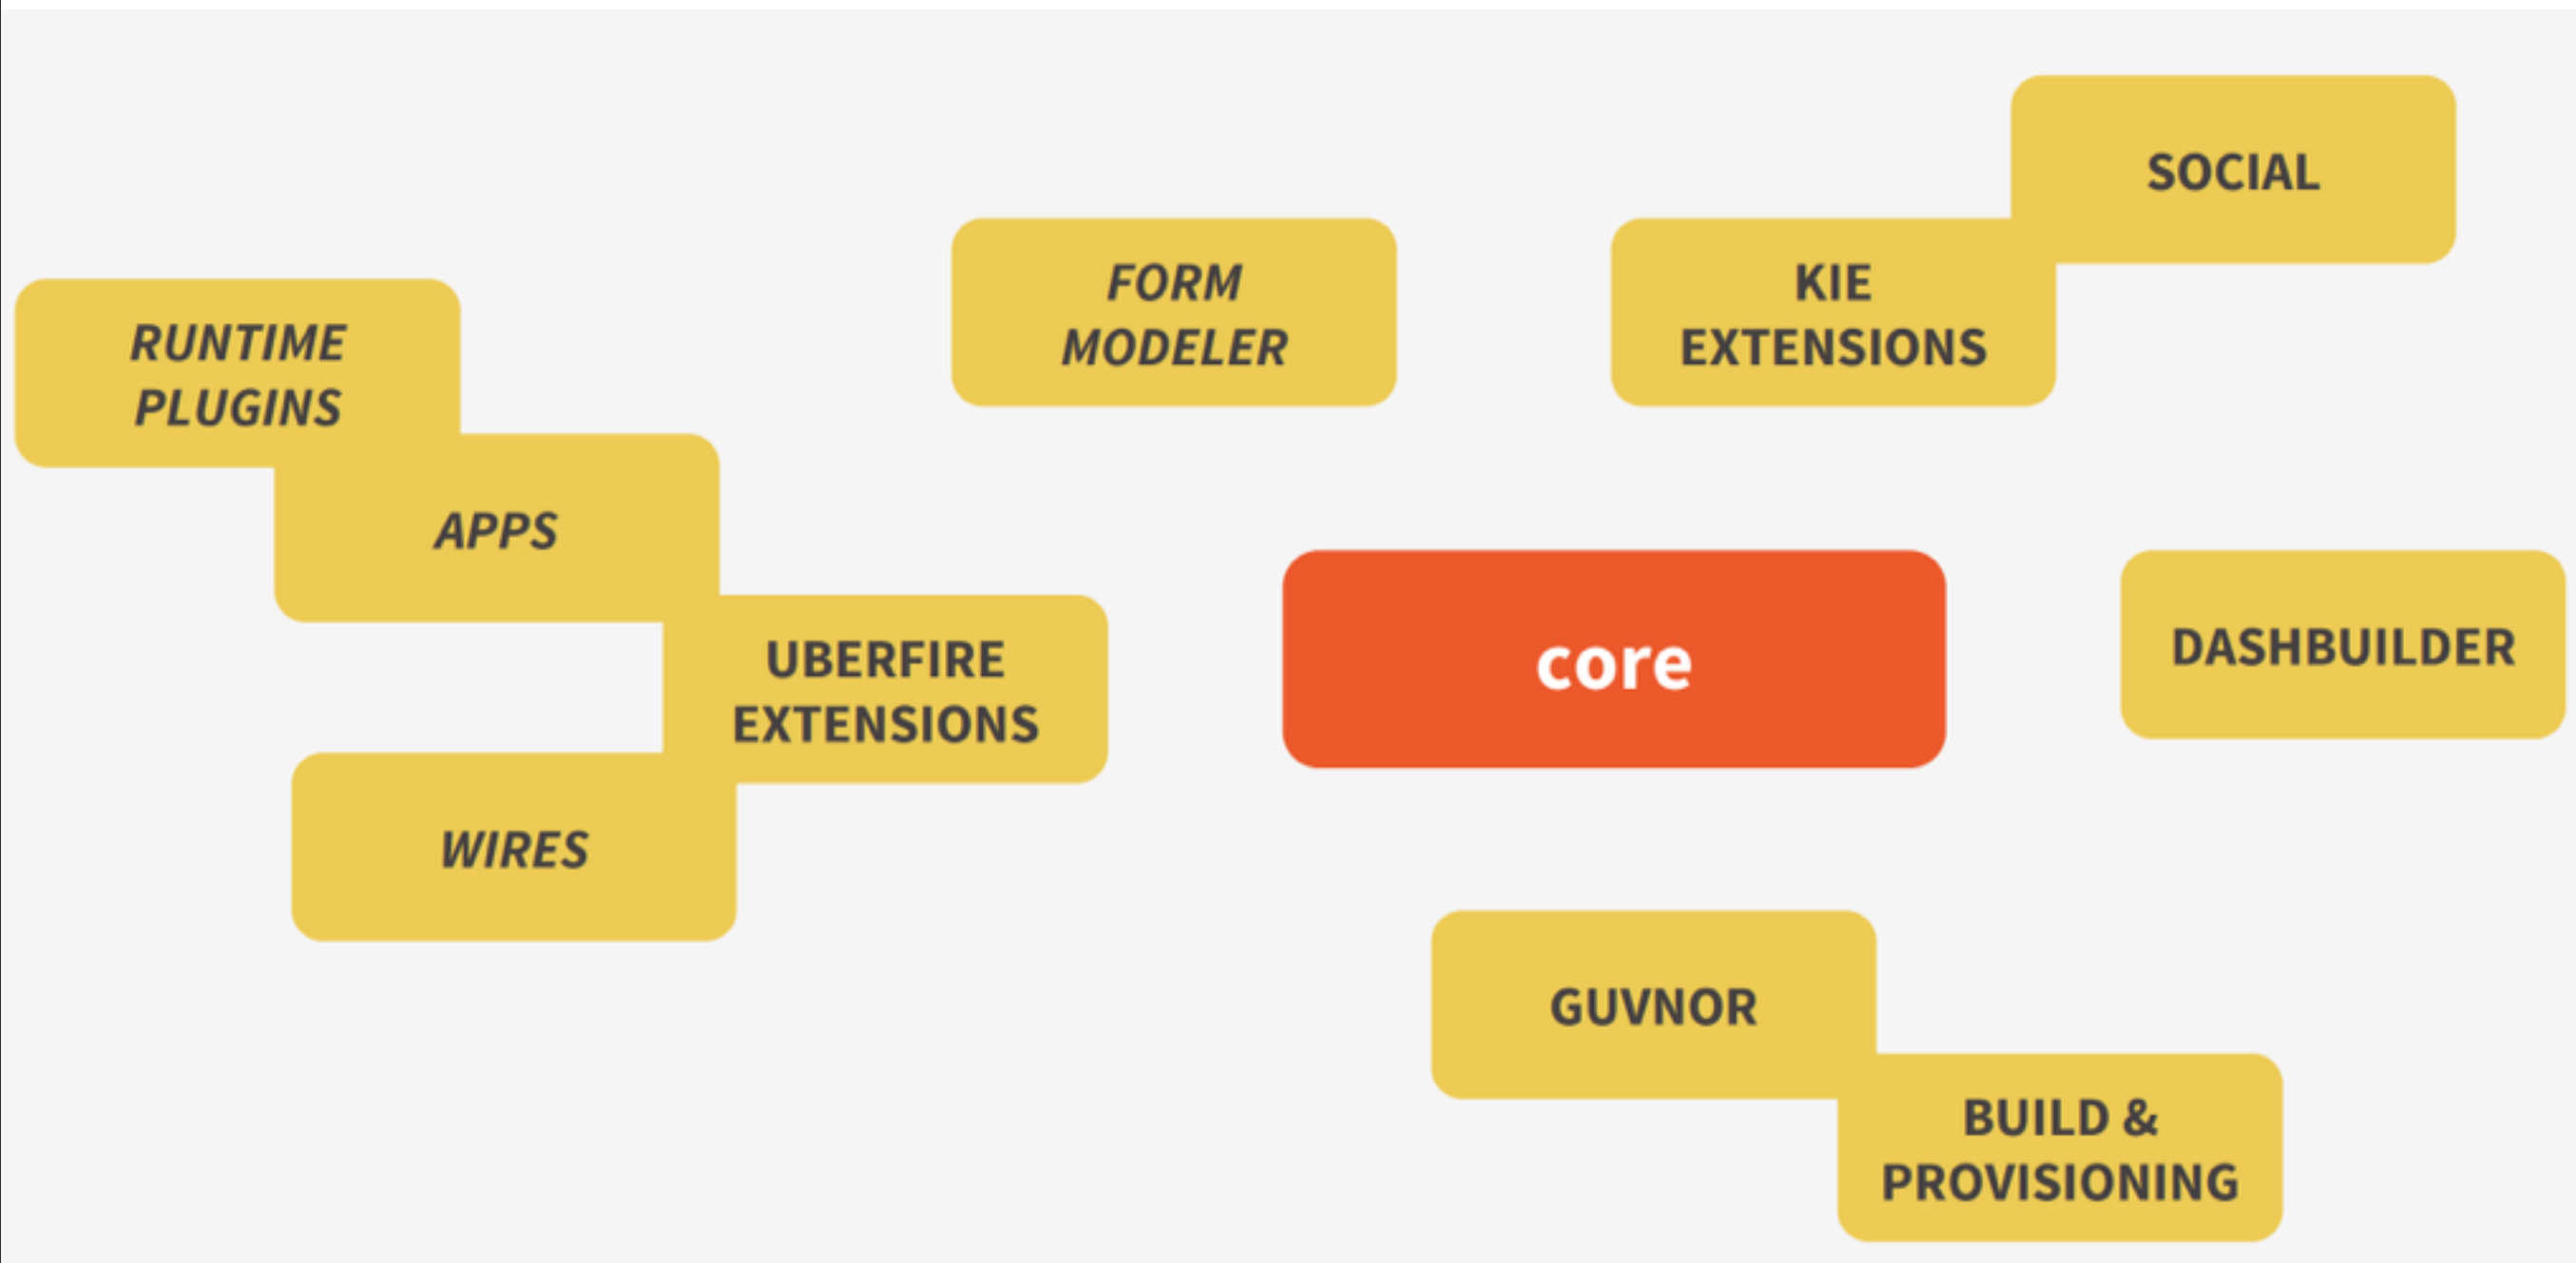 SOCIAL
FORM
MODELER
KIE
EXTENSIONS
RUNTIME
PLUGINS
APPS
UBERFIRE
EXTENSIONS
core
DASHBUILDER
WIRES
GUVNOR
BUILD &
PROVISIONING